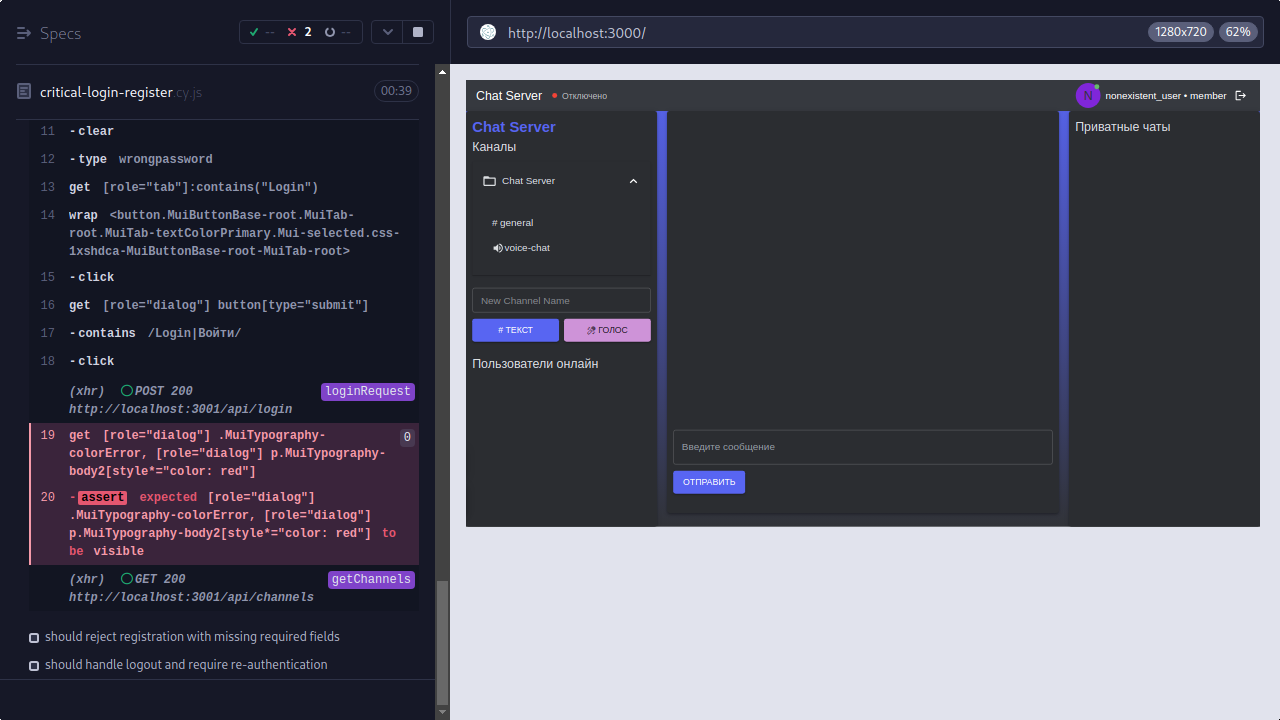 Specs
-- 2 --
critical-login-register.cy.js
00:39
11 -clear
12 -type wrongpassword
13 get [role="tab"]:contains("Login")
14 wrap <button.MuiButtonBase-root.MuiTab-
root.MuiTab-textColorPrimary.Mui-selected.css-
1xshdca-MuiButtonBase-root-MuiTab-root>
15 -click
16 get [role="dialog"] button[type="submit"]
17 -contains /Login|Войти/
18 -click
(xhr) POST 200 loginRequest
http://localhost:3001/api/login
19 get [role="dialog"] .MuiTypography- 0
colorError, [role="dialog"] p.MuiTypography-
body2[style*="color: red"]
20 -assert expected [role="dialog"]
.MuiTypography-colorError, [role="dialog"]
p.MuiTypography-body2[style*="color: red"] to
be visible
(xhr) GET 200 getChannels
http://localhost:3001/api/channels
should reject registration with missing required fields
should handle logout and require re-authentication
http://localhost:3000/
1280x720 62%
Chat Server Отключено
N nonexistent_user • member
Chat Server
Каналы
Chat Server
# general
voice-chat
New Channel Name
# ТЕКСТ
ГОЛОС
Пользователи онлайн
Введите сообщение
ОТПРАВИТЬ
Приватные чаты